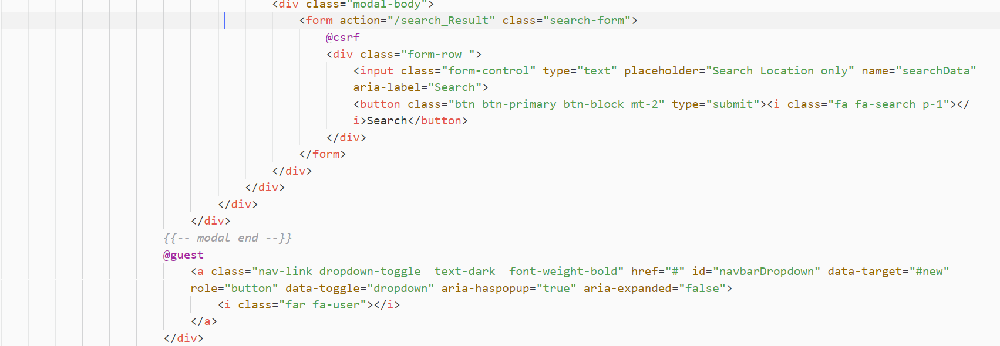 <div class="modal-body">
<form action="/search_Result" class="search-form">
@csrf
<div class="form-row ">
<input class="form-control" type="text" placeholder="Search Location only" name="searchData"
aria-label="Search">
<button class="btn btn-primary btn-block mt-2" type="submit"><i class="fa fa-search p-1"></
i>Search</button>
</div>
</form>
</div>
</div>
</div>
</div>
{{-- modal end --}}
@guest
<a class="nav-link dropdown-toggle  text-dark  font-weight-bold" href="#" id="navbarDropdown" data-target="#new"
role="button" data-toggle="dropdown" aria-haspopup="true" aria-expanded="false">
<i class="far fa-user"></i>
</a>
</div>